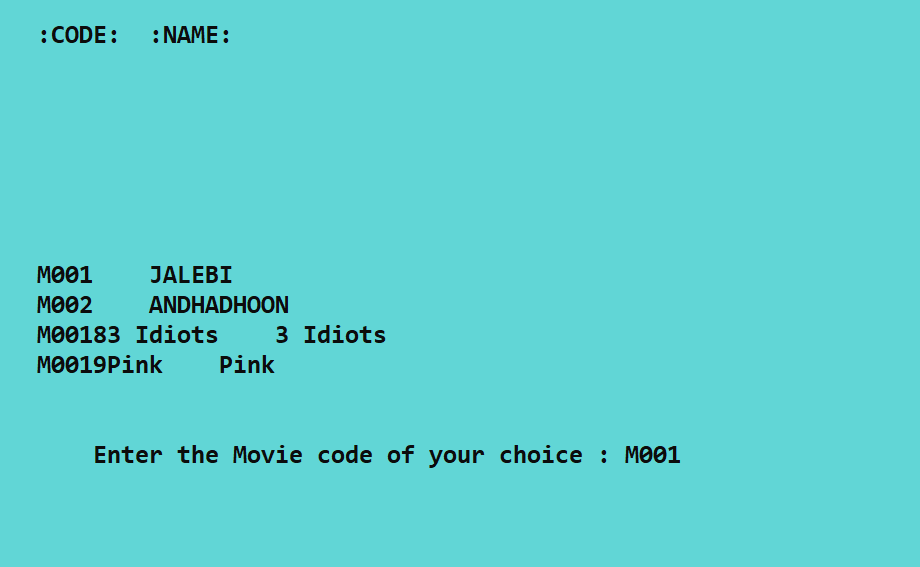 :CODE: :NAME:
M001 JALEBI
M002 ANDHADHOON
M00183 Idiots 3 Idiots
M0019Pink Pink
Enter the Movie code of your choice : M001